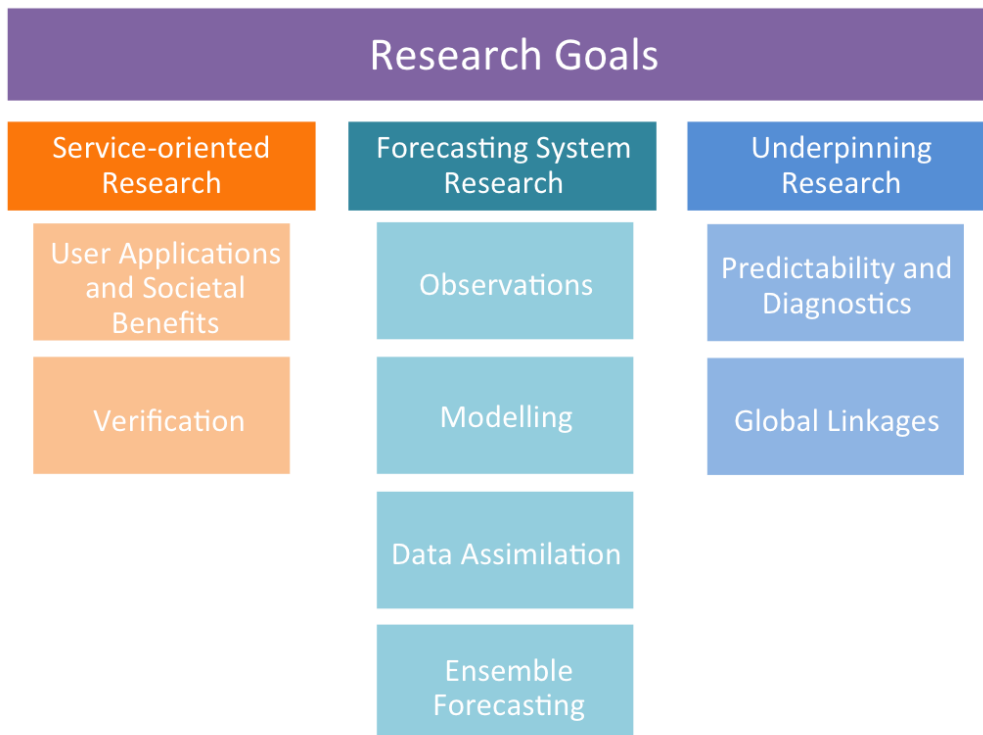 Research Goals
Service-oriented
Research
User Applications
and Societal
Benefits
Verification
Forecasting System
Research
Observations
Modelling
Data Assimilation
Ensemble
Forecasting
Underpinning
Research
Predictability and
Diagnostics
Global Linkages